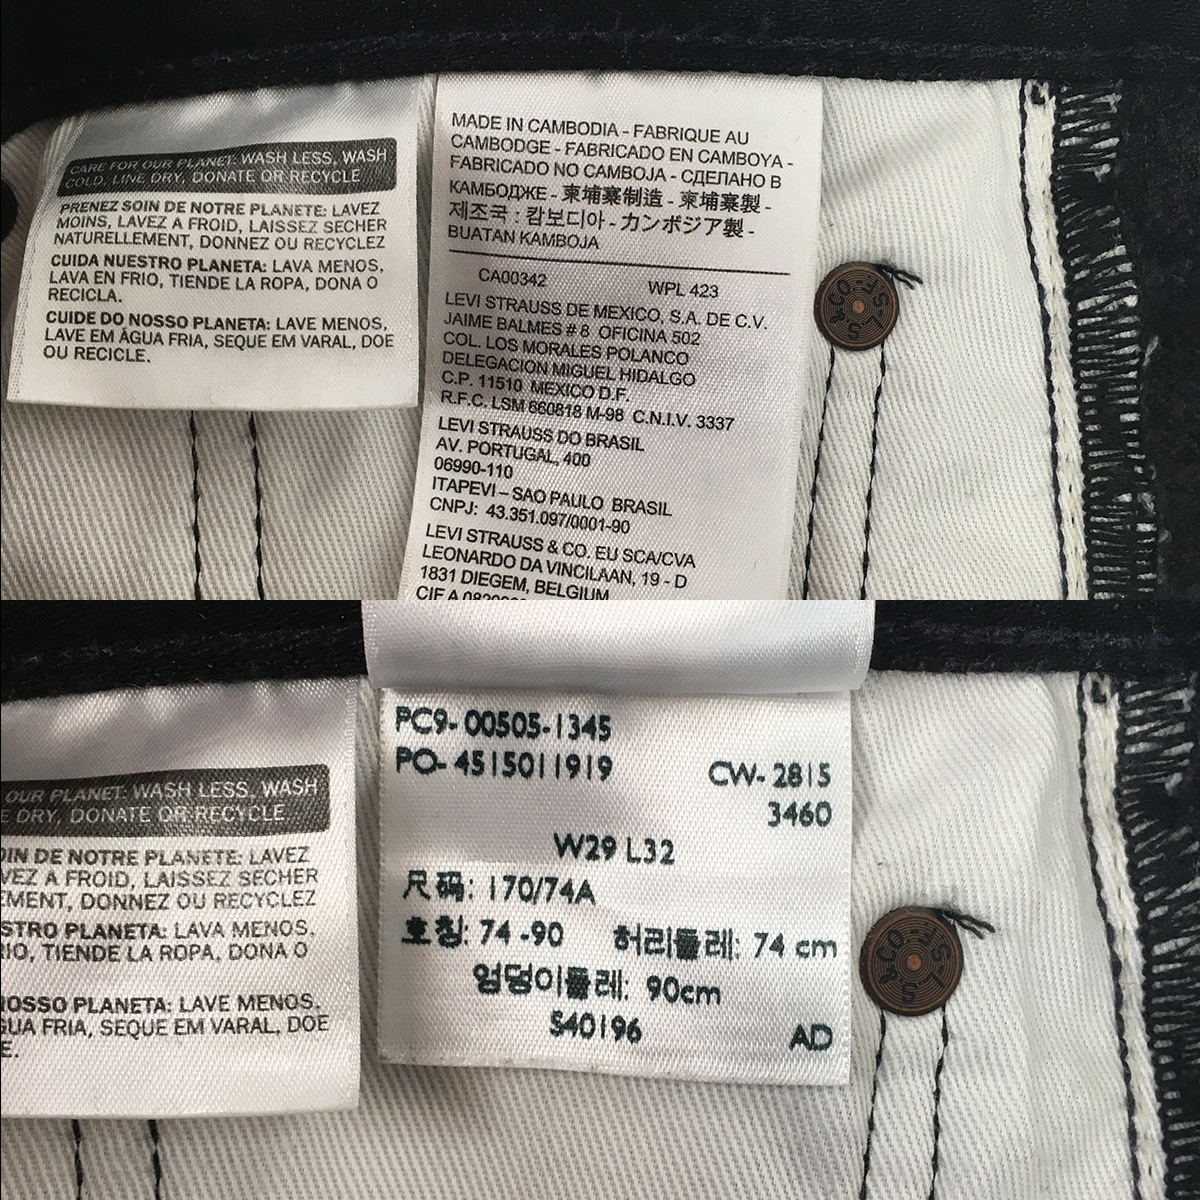 CARE FOR OUR PLANET: WASH LESS, WASH
COLD, LINE DRY, DONATE OR RECYCLE
PRENEZ SOIN DE NOTRE PLANETE: LAVEZ
MOINS, LAVEZ A FROID, LAISSEZ SECHER
NATURELLEMENT, DONNEZ OU RECYCLEZ
CUIDA NUESTRO PLANETA: LAVA MENOS,
LAVA EN FRIO, TIENDE LA ROPA, DONA O
RECICLA.
CUIDE DO NOSSO PLANETA: LAVE MENOS,
LAVE EM ÁGUA FRIA, SEQUE EM VARAL, DOE
OU RECICLE.
MADE IN CAMBODIA - FABRIQUE AU
CAMBODGE - FABRICADO EN CAMBOYA -
FABRICADO NO CAMBOJA - СДЕЛАНО В
КАМБОДЖЕ - 柬埔寨制造 - 柬埔寨製 -
제조국 : 캄보디아 - カンボジア製 -
BUATAN KAMBOJA
CA00342 WPL 423
LEVI STRAUSS DE MEXICO, S.A. DE C.V.
JAIME BALMES # 8 OFICINA 502
COL. LOS MORALES POLANCO
DELEGACION MIGUEL HIDALGO
C.P. 11510 MEXICO D.F.
R.F.C. LSM 660818 M-98 C.N.I.V. 3337
LEVI STRAUSS DO BRASIL
AV. PORTUGAL, 400
06990-110
ITAPEVI – SAO PAULO BRASIL
CNPJ: 43.351.097/0001-90
LEVI STRAUSS & CO. EU SCA/CVA
LEONARDO DA VINCILAAN, 19 - D
1831 DIEGEM, BELGIUM
CIF A
L.S.&CO-SF-
OUR PLANET: WASH LESS, WASH
E DRY, DONATE OR RECYCLE
OIN DE NOTRE PLANETE: LAVEZ
VEZ A FROID, LAISSEZ SECHER
EMENT, DONNEZ OU RECYCLEZ
STRO PLANETA: LAVA MENOS,
RIO, TIENDE LA ROPA, DONA O
OSSO PLANETA: LAVE MENOS,
GUA FRIA, SEQUE EM VARAL, DOE
E.
PC9- 00505-1345
PO- 4515011919 CW- 2815
3460
W29 L32
尺码: 170/74A
호칭: 74 -90 허리둘레: 74 cm
엉덩이둘레: 90cm
S40196 AD
L.S.&CO-SF-